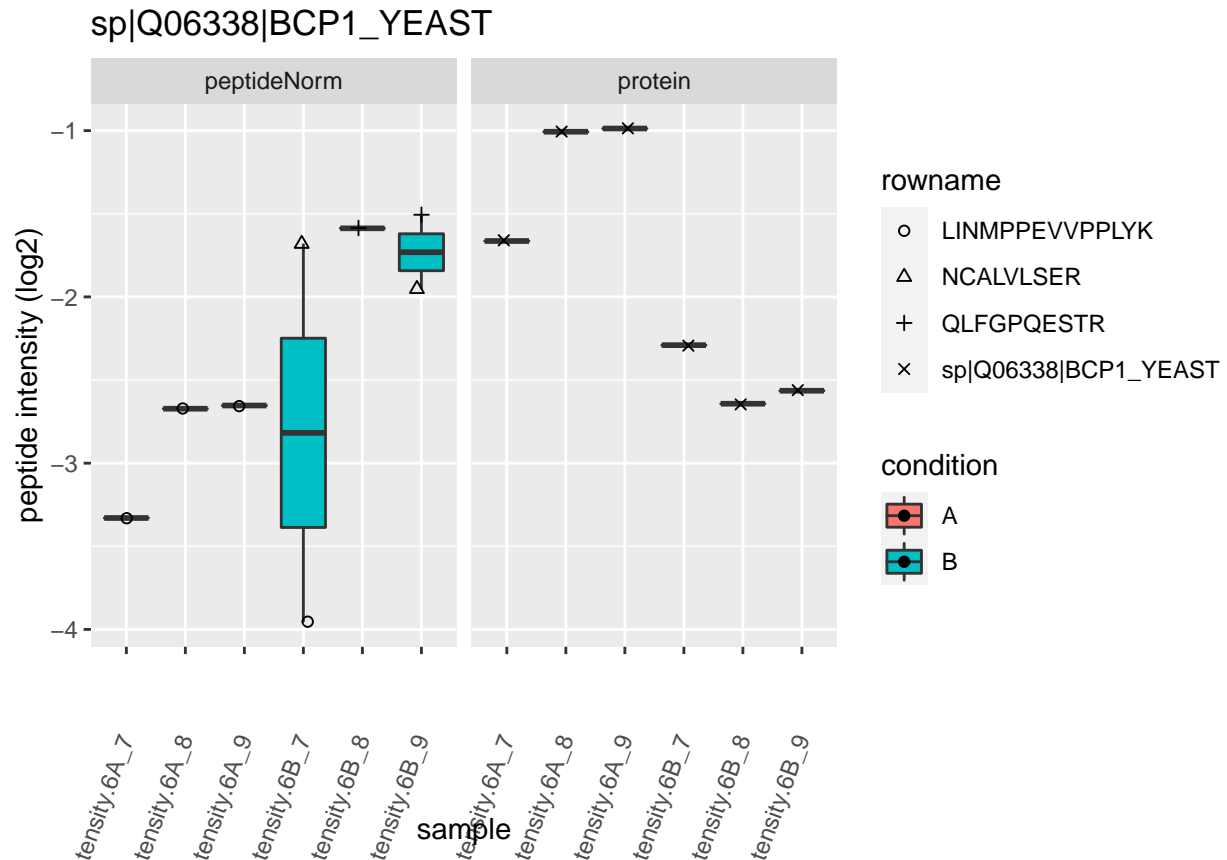 sp|Q06338|BCP1_YEAST
peptideNorm
protein
peptide intensity (log2)
−1
−2
−3
−4
tensity.6A_7
tensity.6A_8
tensity.6A_9
tensity.6B_7
tensity.6B_8
tensity.6B_9
tensity.6A_7
tensity.6A_8
tensity.6A_9
tensity.6B_7
tensity.6B_8
tensity.6B_9
sample
rowname
LINMPPEVVPPLYK
NCALVLSER
QLFGPQESTR
sp|Q06338|BCP1_YEAST
condition
A
B